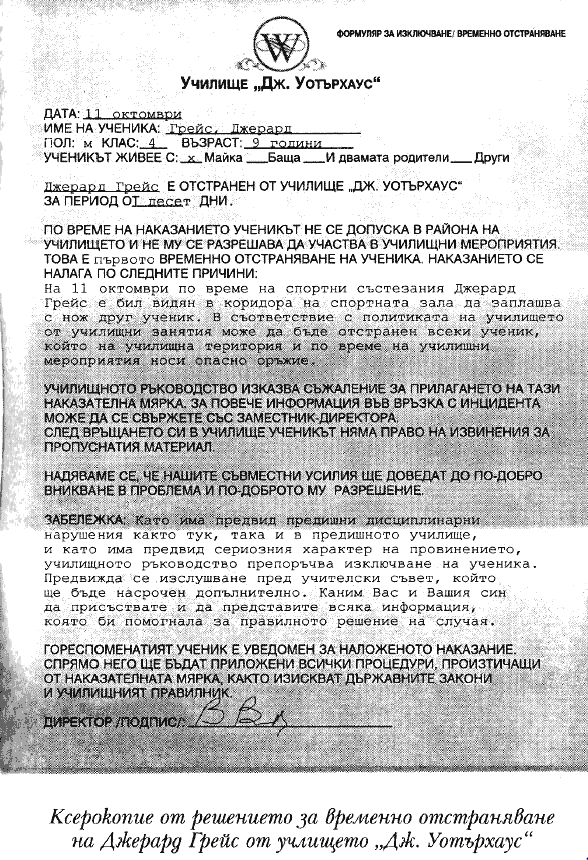 ФОРМУЛЯР ЗА ИЗКЛЮЧВАНЕ/ ВРЕМЕННО ОТСТРАНЯВАНЕ
W
УЧИЛИЩЕ „ДЖ. УОТЪРХАУС“
ДАТА: 11 октомври
ИМЕ НА УЧЕНИКА: Грейс, Джерард
ПОЛ: м КЛАС: 4 ВЪЗРАСТ: 9 години
УЧЕНИКЪТ ЖИВЕЕ С: x Майка ___Баща ___И двамата родители ___Други
Джерард Грейс Е ОТСТРАНЕН ОТ УЧИЛИЩЕ „ДЖ. УОТЪРХАУС“
ЗА ПЕРИОД ОТ десет ДНИ.
ПО ВРЕМЕ НА НАКАЗАНИЕТО УЧЕНИКЪТ НЕ СЕ ДОПУСКА В РАЙОНА НА
УЧИЛИЩЕТО И НЕ МУ СЕ РАЗРЕШАВА ДА УЧАСТВА В УЧИЛИЩНИ МЕРОПРИЯТИЯ.
ТОВА Е първото ВРЕМЕННО ОТСТРАНЯВАНЕ НА УЧЕНИКА. НАКАЗАНИЕТО СЕ
НАЛАГА ПО СЛЕДНИТЕ ПРИЧИНИ:
На 11 октомври по време на спортни състезания Джерард
Грейс е бил видян в коридора на спортната зала да заплашва
с нож друг ученик. В съответствие с политиката на училището
от училищни занятия може да бъде отстранен всеки ученик,
който на училищна територия и по време на училищни
мероприятия носи опасно оръжие.
УЧИЛИЩНОТО РЪКОВОДСТВО ИЗКАЗВА СЪЖАЛЕНИЕ ЗА ПРИЛАГАНЕТО НА ТАЗИ
НАКАЗАТЕЛНА МЯРКА. ЗА ПОВЕЧЕ ИНФОРМАЦИЯ ВЪВ ВРЪЗКА С ИНЦИДЕНТА
МОЖЕ ДА СЕ СВЪРЖЕТЕ СЪС ЗАМЕСТНИК-ДИРЕКТОРА.
СЛЕД ВРЪЩАНЕТО СИ В УЧИЛИЩЕ УЧЕНИКЪТ НЯМА ПРАВО НА ИЗВИНЕНИЯ ЗА
ПРОПУСНАТИЯ МАТЕРИАЛ.
НАДЯВАМЕ СЕ, ЧЕ НАШИТЕ СЪВМЕСТНИ УСИЛИЯ ЩЕ ДОВЕДАТ ДО ПО-ДОБРО
ВНИКВАНЕ В ПРОБЛЕМА И ПО-ДОБРОТО МУ РАЗРЕШЕНИЕ.
ЗАБЕЛЕЖКА: Като има предвид предишни дисциплинарни
нарушения както тук, така и в предишното училище,
и като има предвид сериозния характер на провинението,
училищното ръководство препоръчва изключване на ученика.
Предвижда се изслушване пред учителски съвет, който
ще бъде насрочен допълнително. Каним Вас и Вашия син
да присъствате и да представите всяка информация,
която би помогнала за правилното решение на случая.
ГОРЕСПОМЕНАТИЯТ УЧЕНИК Е УВЕДОМЕН ЗА НАЛОЖЕНОТО НАКАЗАНИЕ.
СПРЯМО НЕГО ЩЕ БЪДАТ ПРИЛОЖЕНИ ВСИЧКИ ПРОЦЕДУРИ, ПРОИЗТИЧАЩИ
ОТ НАКАЗАТЕЛНАТА МЯРКА, КАКТО ИЗИСКВАТ ДЪРЖАВНИТЕ ЗАКОНИ
И УЧИЛИЩНИЯТ ПРАВИЛНИК.
ДИРЕКТОР /ПОДПИС/:
Ксерокопие от решението за временно отстраняване
на Джерард Грейс от училището „Дж. Уотърхаус“